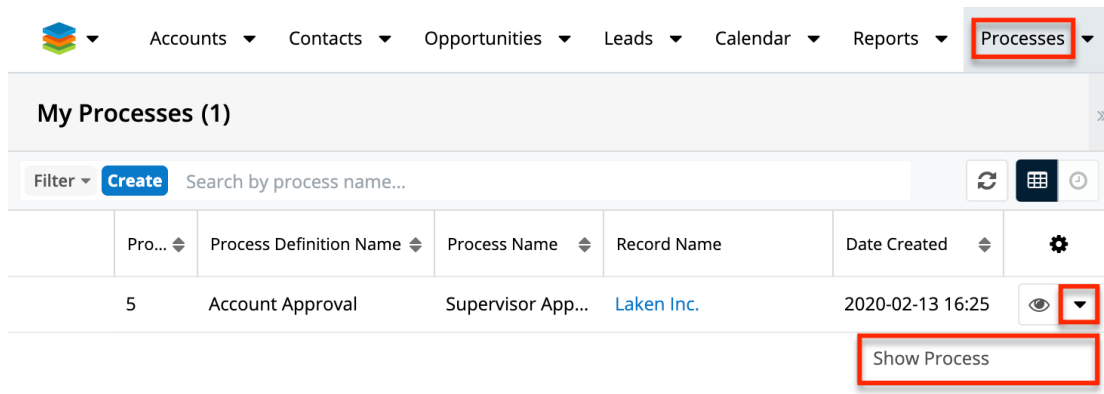 Accounts Contacts Opportunities Leads Calendar Reports Processes
My Processes (1)
Filter Create Search by process name...
Pro... Process Definition Name Process Name Record Name Date Created
5 Account Approval Supervisor App... Laken Inc. 2020-02-13 16:25
Show Process